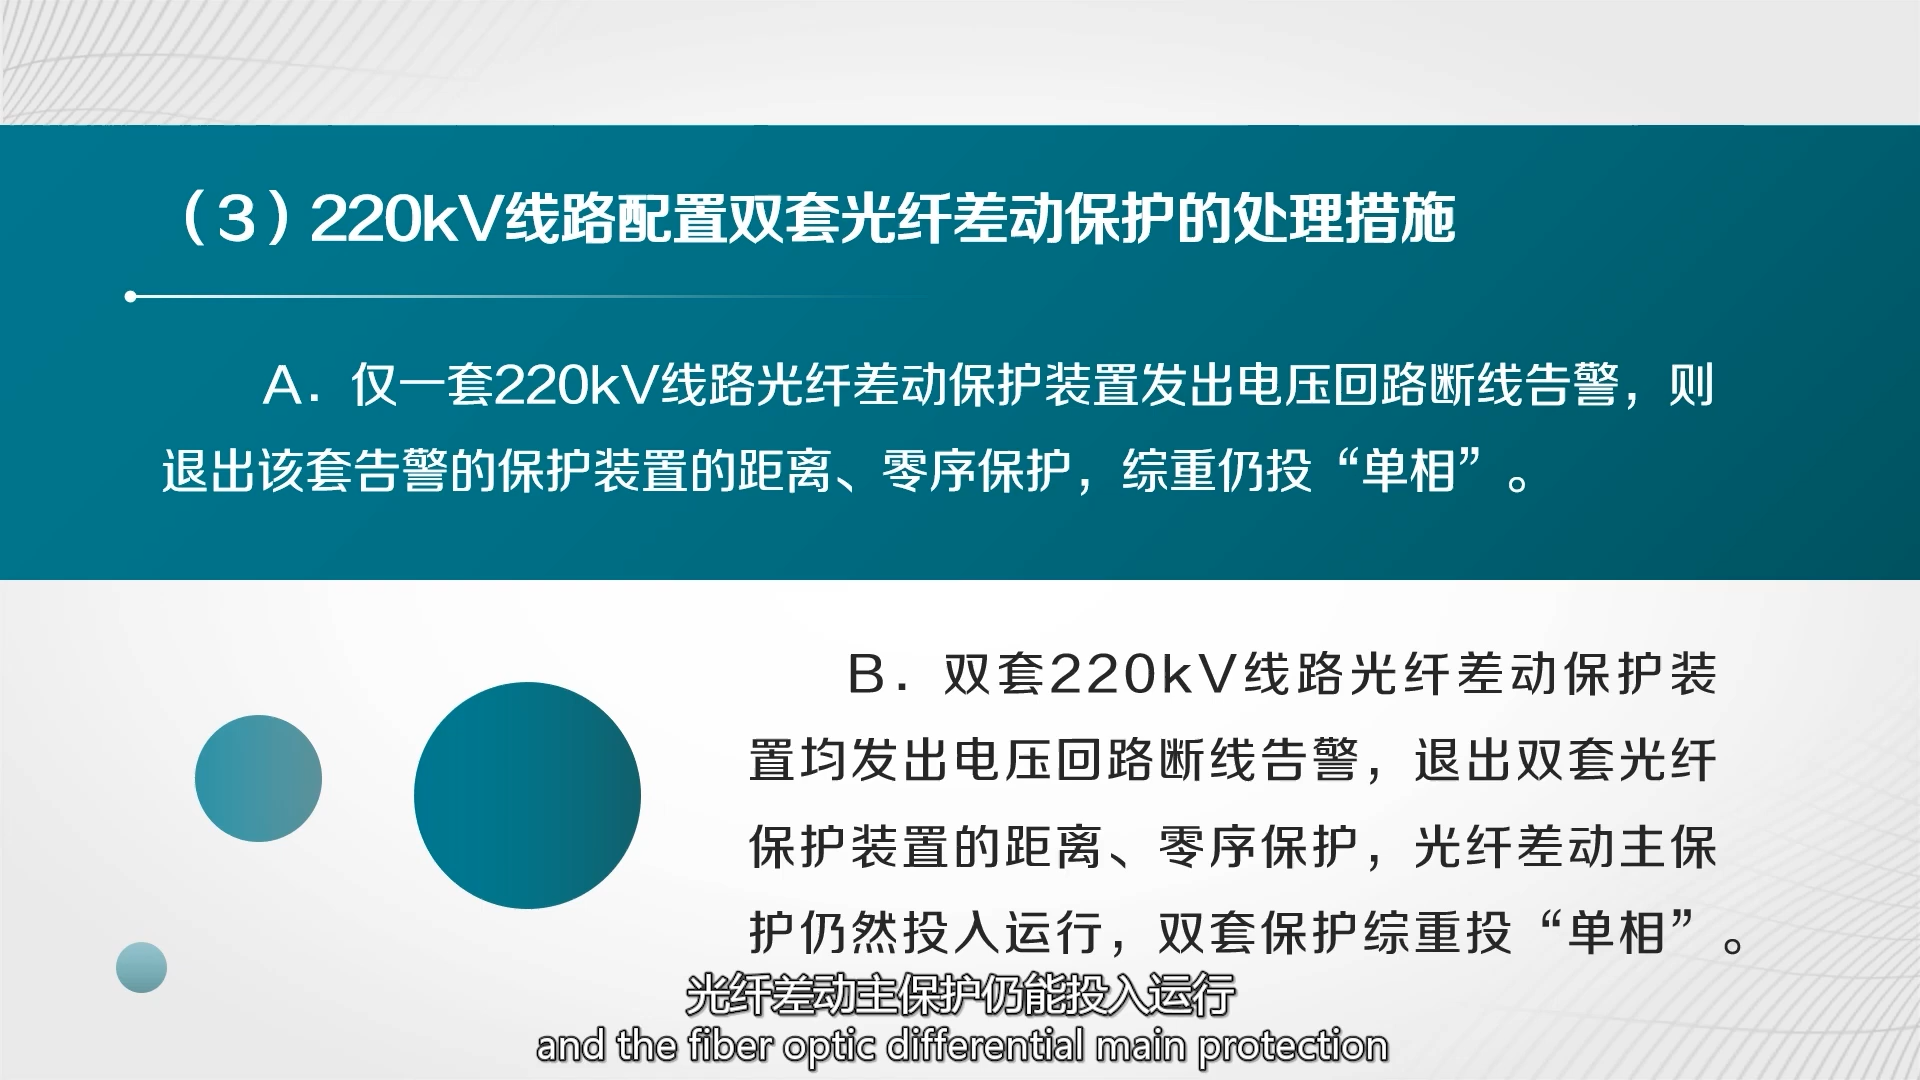 （3）220kV线路配置双套光纤差动保护的处理措施
A．仅一套220kV线路光纤差动保护装置发出电压回路断线告警，则
退出该套告警的保护装置的距离、零序保护，综重仍投“单相”。
B．双套220kV线路光纤差动保护装
置均发出电压回路断线告警，退出双套光纤
保护装置的距离、零序保护，光纤差动主保
护仍然投入运行，双套保护综重投“单相”。
光纤差动主保护仍能投入运行
and the fiber optic differential main protection